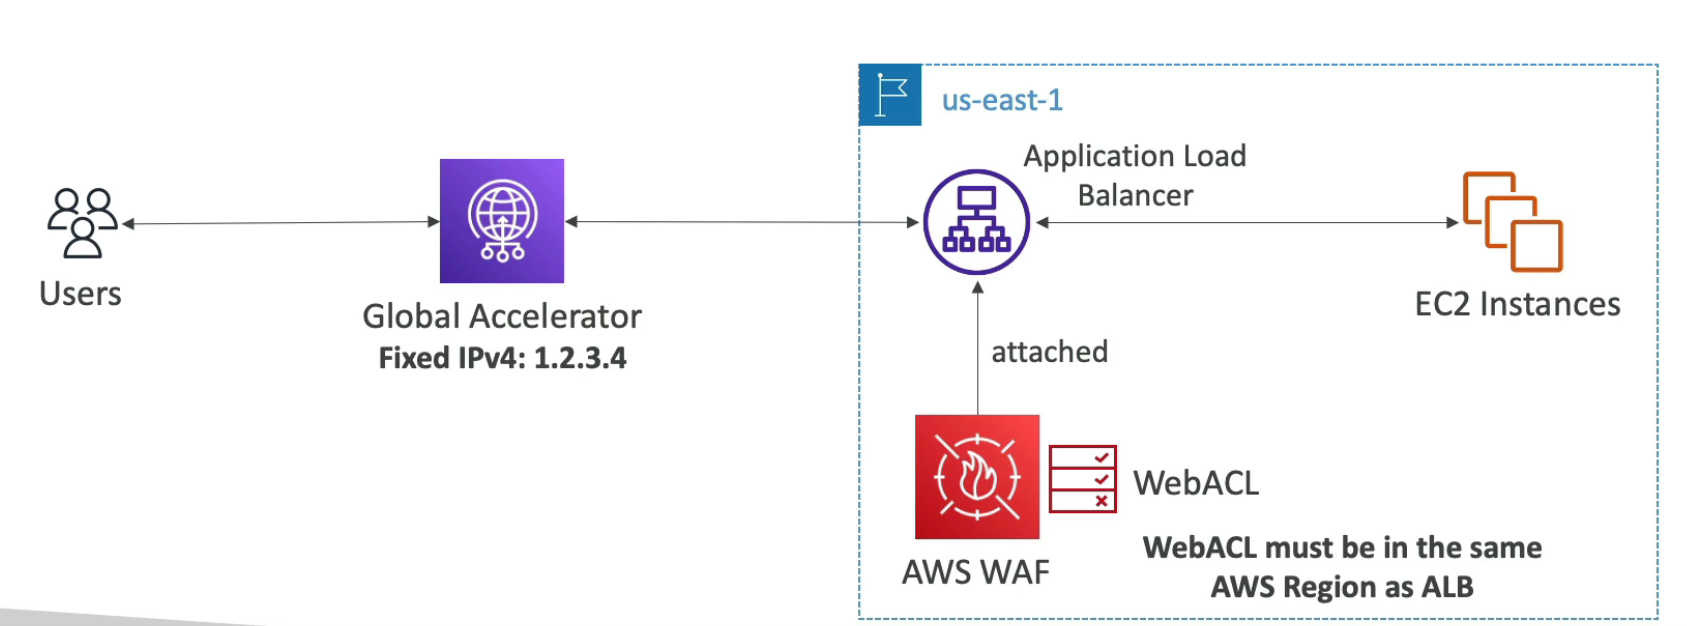 us-east-1
Application Load
Balancer
Users
Global Accelerator
Fixed IPv4: 1.2.3.4
EC2 Instances
attached
WebACL
AWS WAF
WebACL must be in the same
AWS Region as ALB